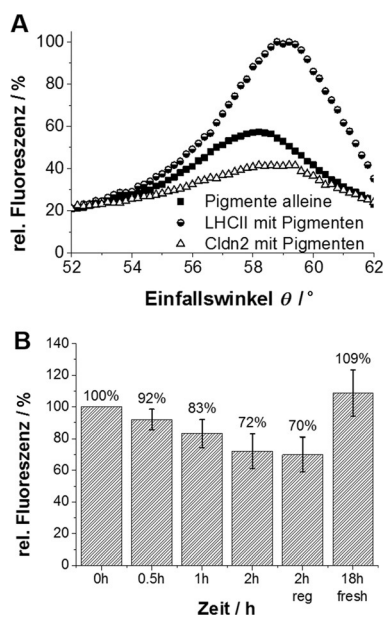 A
rel. Fluoreszenz / %
100
80
60
40
20
0
Pigmente alleine
LHCII mit Pigmenten
Cldn2 mit Pigmenten
52 54 56 58 60 62
Einfallswinkel θ / °
B
rel. Fluoreszenz / %
140
120
100
80
60
40
20
0
100% 92% 83% 72% 70% 109%
0h 0.5h 1h 2h 2h 18h
reg fresh
Zeit / h